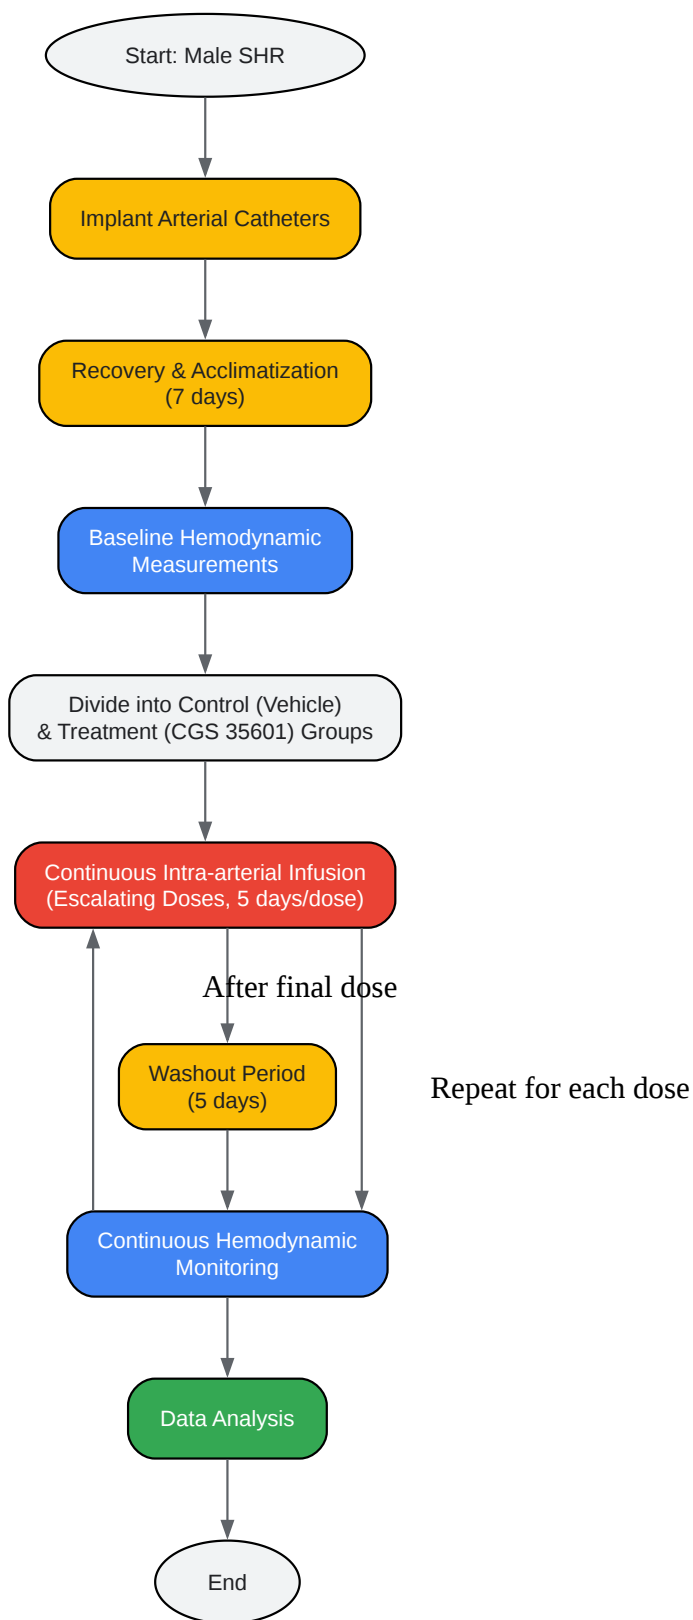 Start: Male SHR
Implant Arterial Catheters
Recovery & Acclimatization
(7 days)
Baseline Hemodynamic
Measurements
Divide into Control (Vehicle)
& Treatment (CGS 35601) Groups
Continuous Intra-arterial Infusion
(Escalating Doses, 5 days/dose)
After final dose
Washout Period
(5 days)
Repeat for each dose
Continuous Hemodynamic
Monitoring
Data Analysis
End